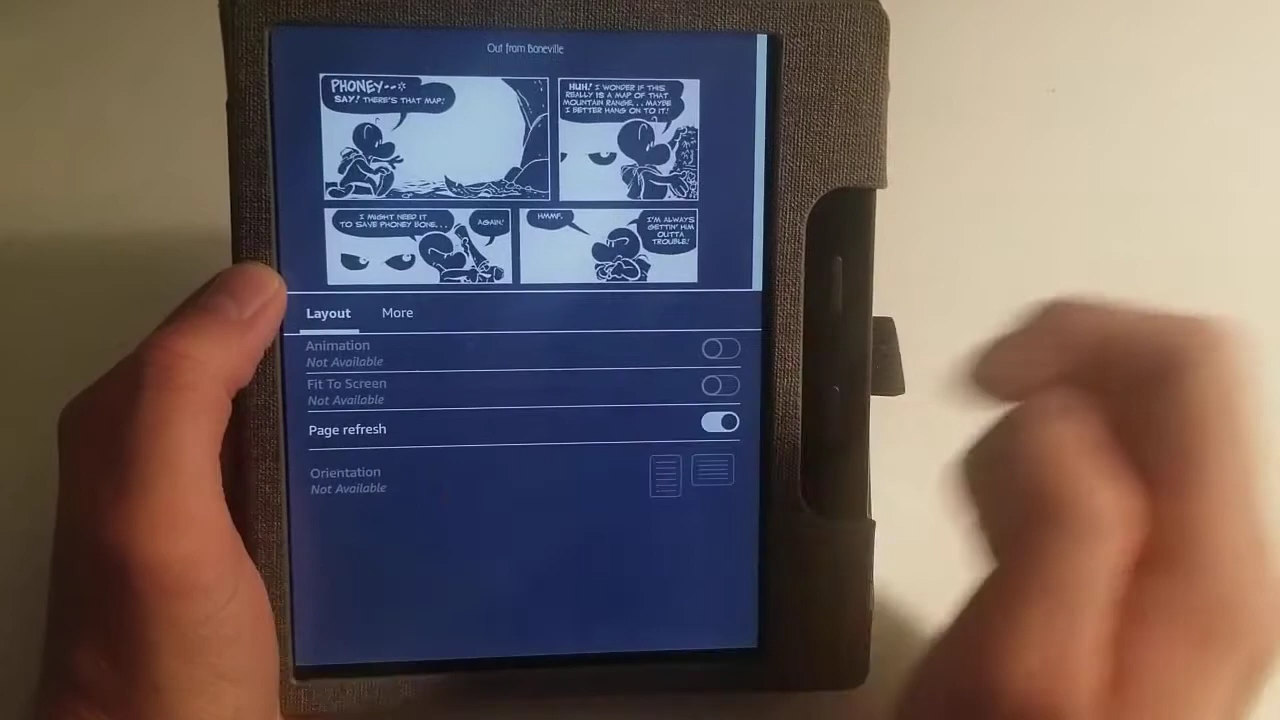 Out from Boneville
PHONEY--
SAY! THERE'S THAT MAP!
HUH! I WONDER IF THIS
REALLY IS A MAP OF THAT
MOUNTAIN RANGE... MAYBE
I BETTER HANG ON TO IT!
I MIGHT NEED IT
TO SAVE PHONEY BONE...
AGAIN!
HMMF.
I'M ALWAYS
GETTIN' HIM
OUTTA
TROUBLE!
Layout
More
Animation
Not Available
Fit To Screen
Not Available
Page refresh
Orientation
Not Available